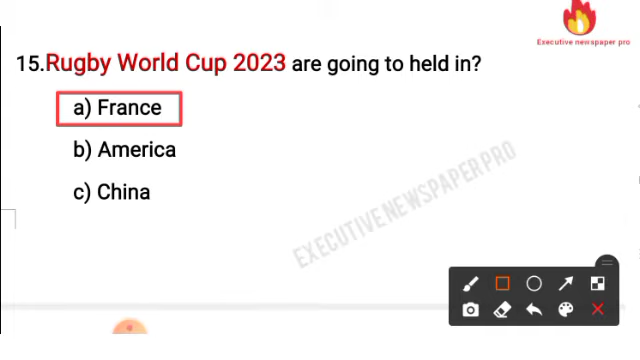 Executive newspaper pro
15.Rugby World Cup 2023 are going to held in?
a) France
b) America
c) China
EXECUTIVE NEWSPAPER PRO